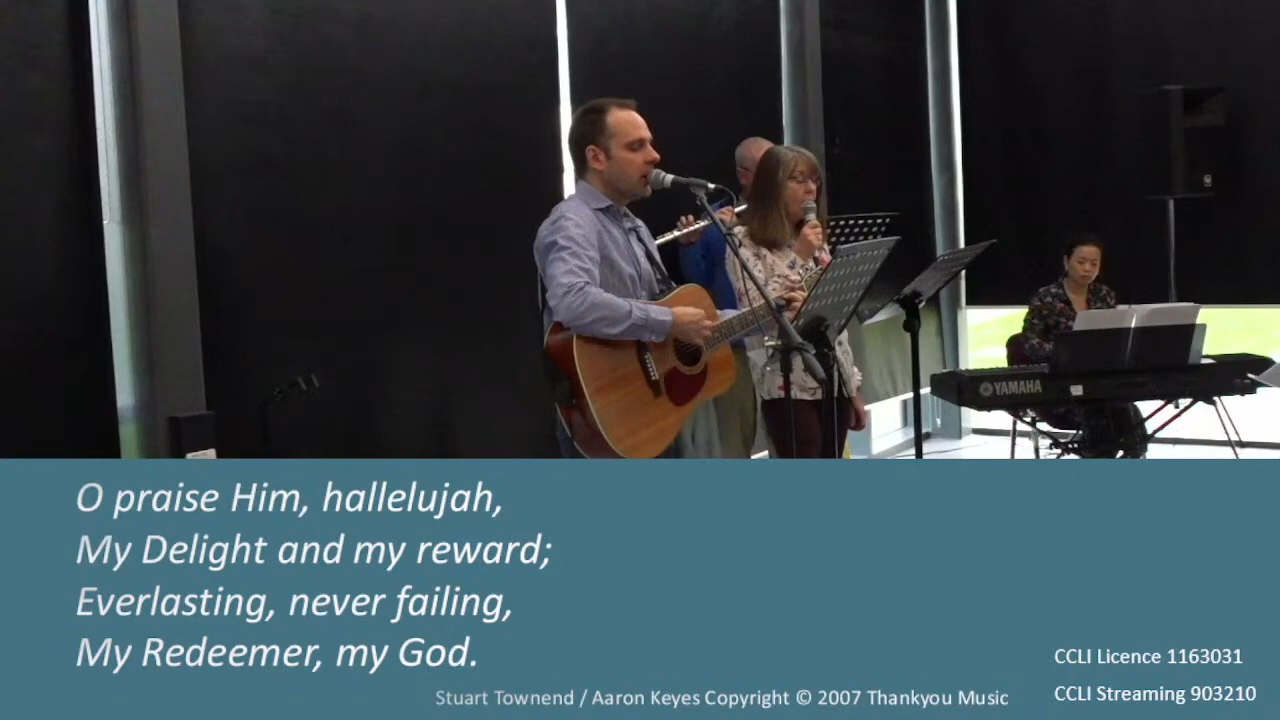 YAMAHA
O praise Him, hallelujah,
My Delight and my reward;
Everlasting, never failing,
My Redeemer, my God.
Stuart Townend / Aaron Keyes Copyright © 2007 Thankyou Music
CCLI Licence 1163031
CCLI Streaming 903210